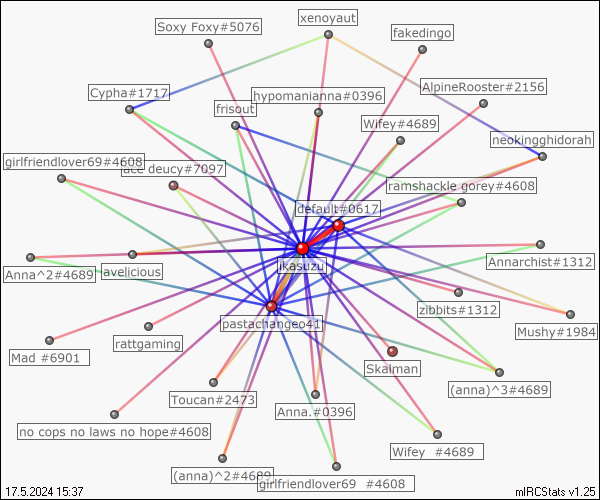 xenoyaut
Soxy Foxy#5076
fakedingo
Cypha#1717
hypomanianna#0396
AlpineRooster#2156
frisout
Wifey#4689
neokingghidorah
girlfriendlover69#4608
ace deucy#7097
ramshackle gorey#4608
default#0617
Anna^2#4689
lavelicious
ikasuzu
Annarchist#1312
pastachangeo41
zibbits#1312
Mushy#1984
rattgaming
Mad #6901
Skalman
Toucan#2473
Anna.#0396
(anna)^3#4689
no cops no laws no hope#4608
Wifey  #4689
(anna)^2#4689
girlfriendlover69  #4608
17.5.2024 15:37
mIRCStats v1.25